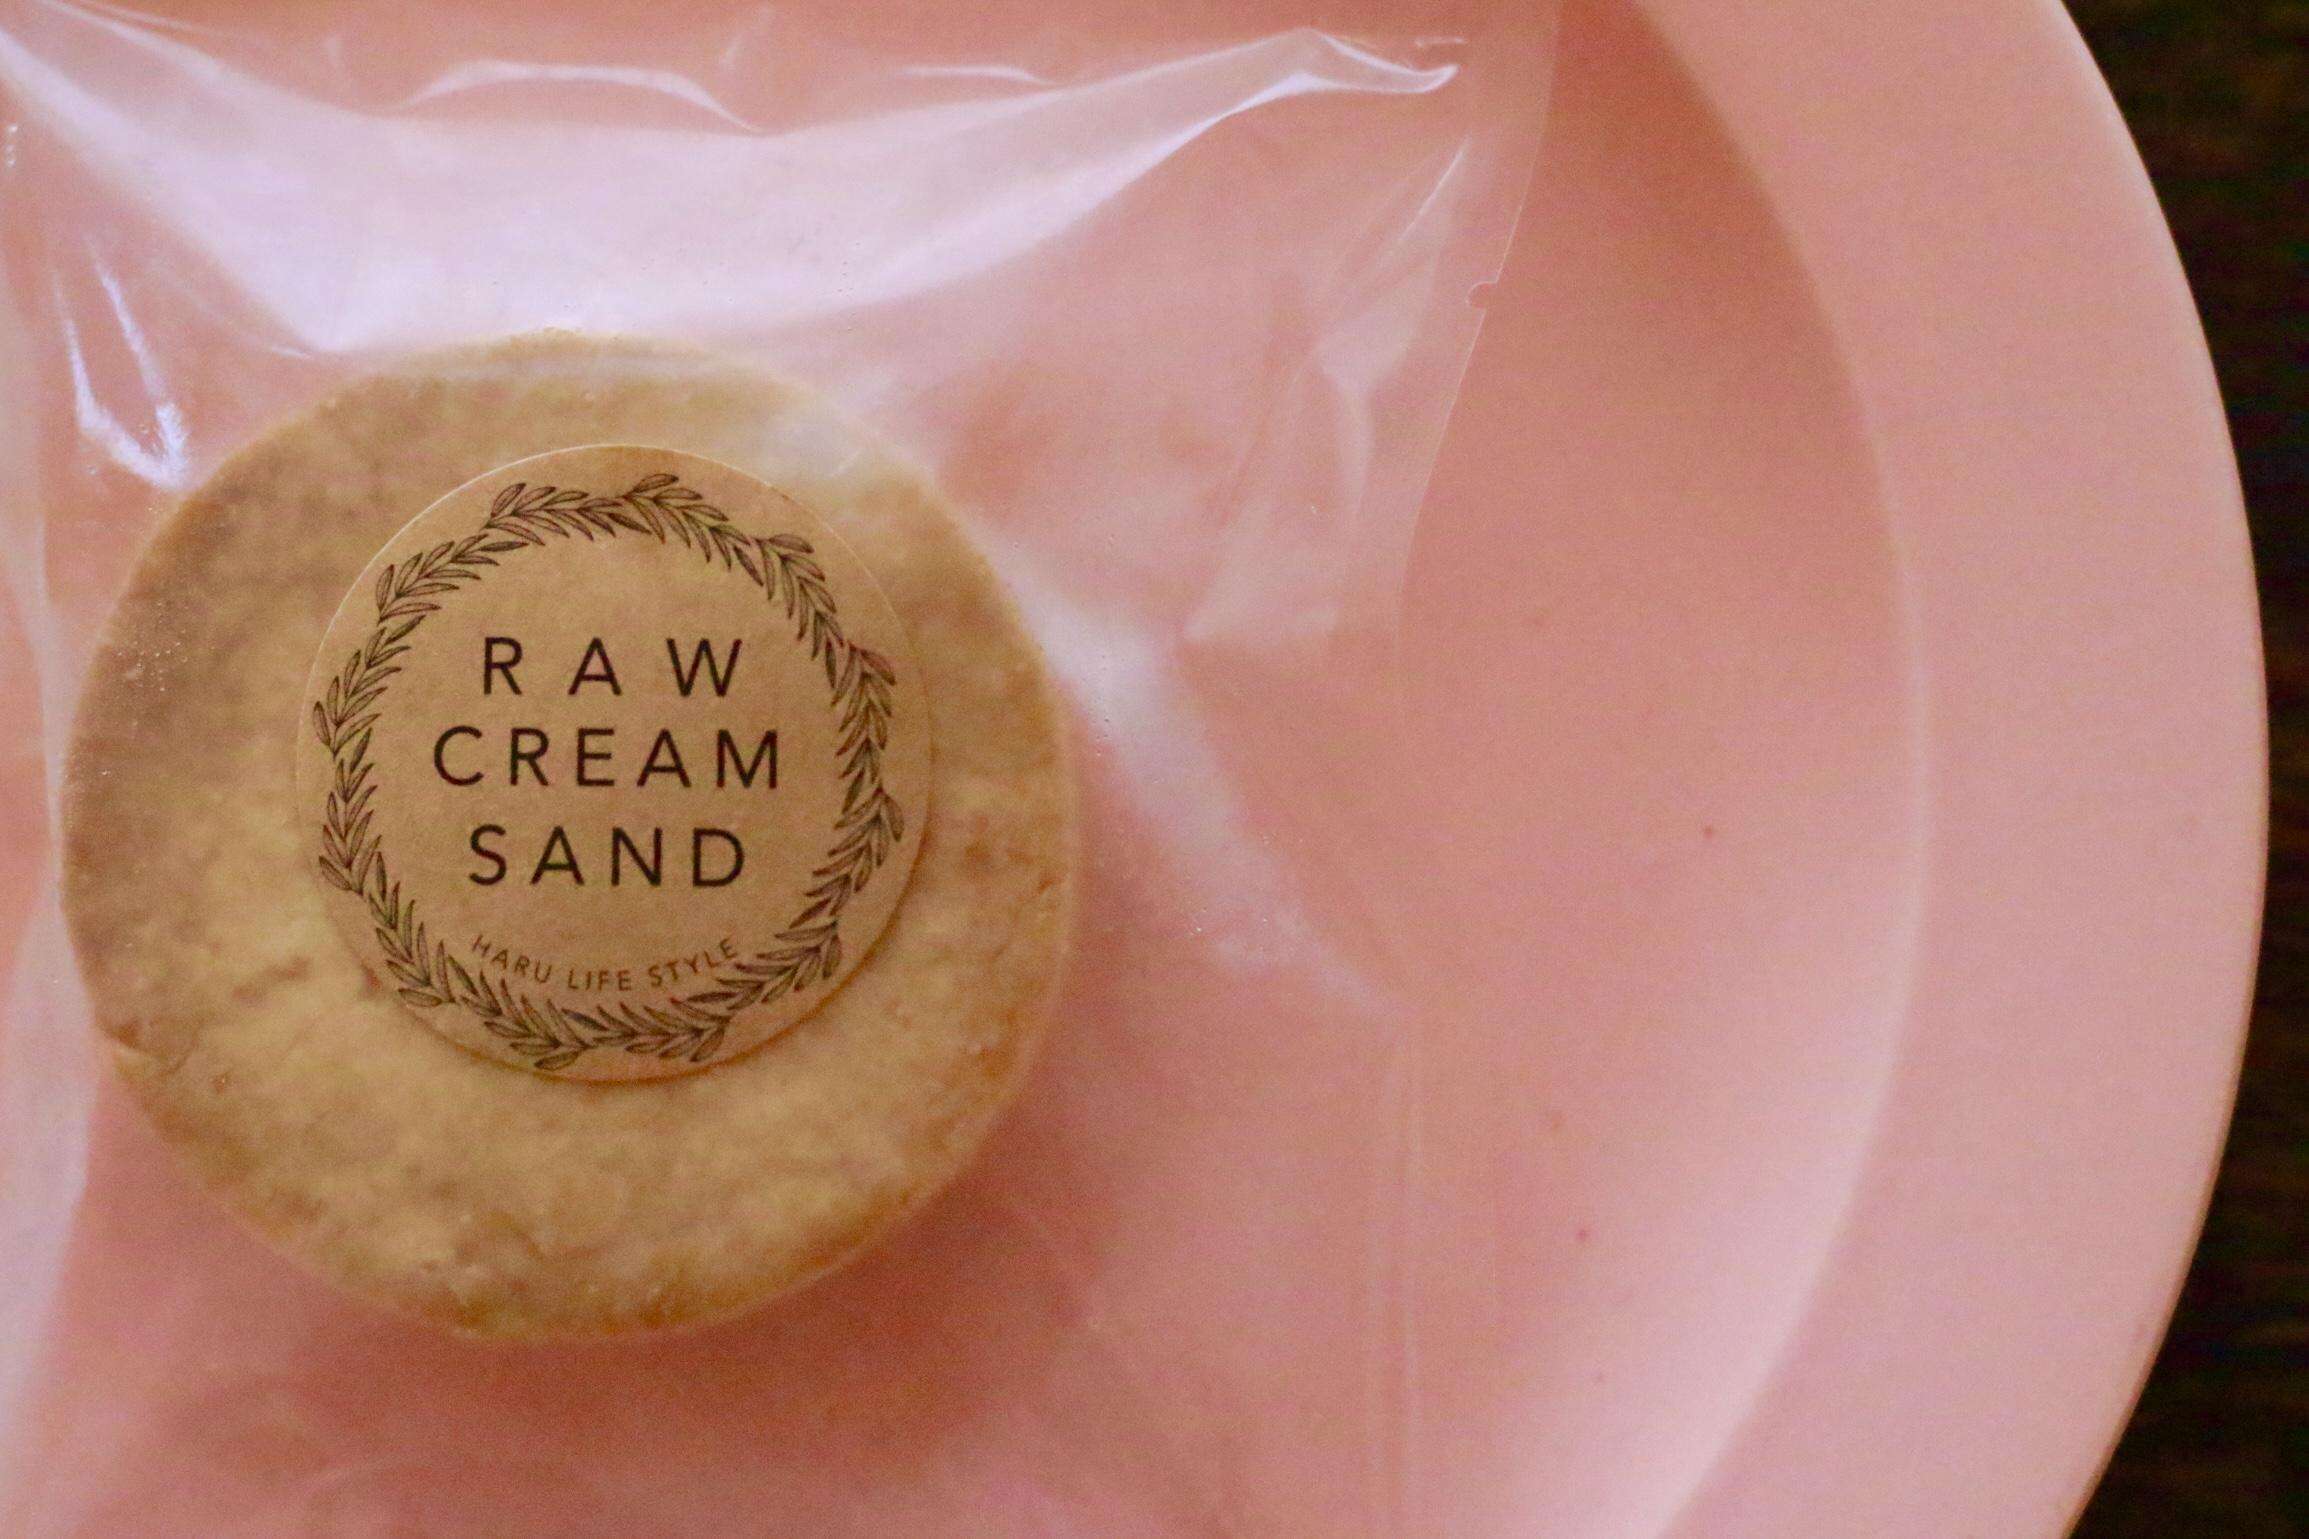 RAW
CREAM
SAND
HARU LIFE STYLE